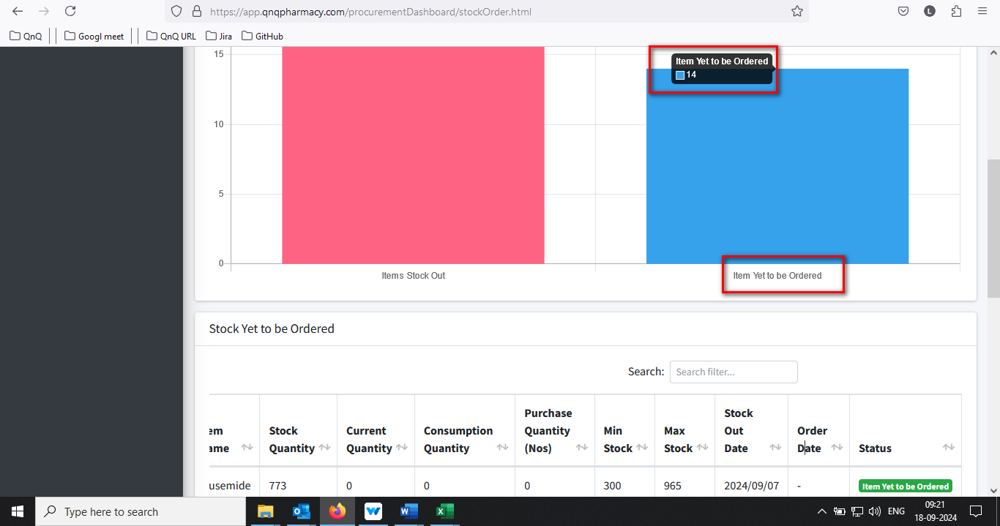 https://app.qnqpharmacy.com/procurementDashboard/stockOrder.html
L
QnQ
Googl meet
QnQ URL
Jira
GitHub
15
10
5
0
Item Yet to be Ordered
14
Items Stock Out
Item Yet to be Ordered
Stock Yet to be Ordered
Search:
Search filter...
em
ame
Stock
Quantity
Current
Quantity
Consumption
Quantity
Purchase
Quantity
(Nos)
Min
Stock
Max
Stock
Stock
Out
Date
Order
Date
Status
usemide
773
0
0
0
300
965
2024/09/07
-
Item Yet to be Ordered
Type here to search
ENG
09:21
18-09-2024